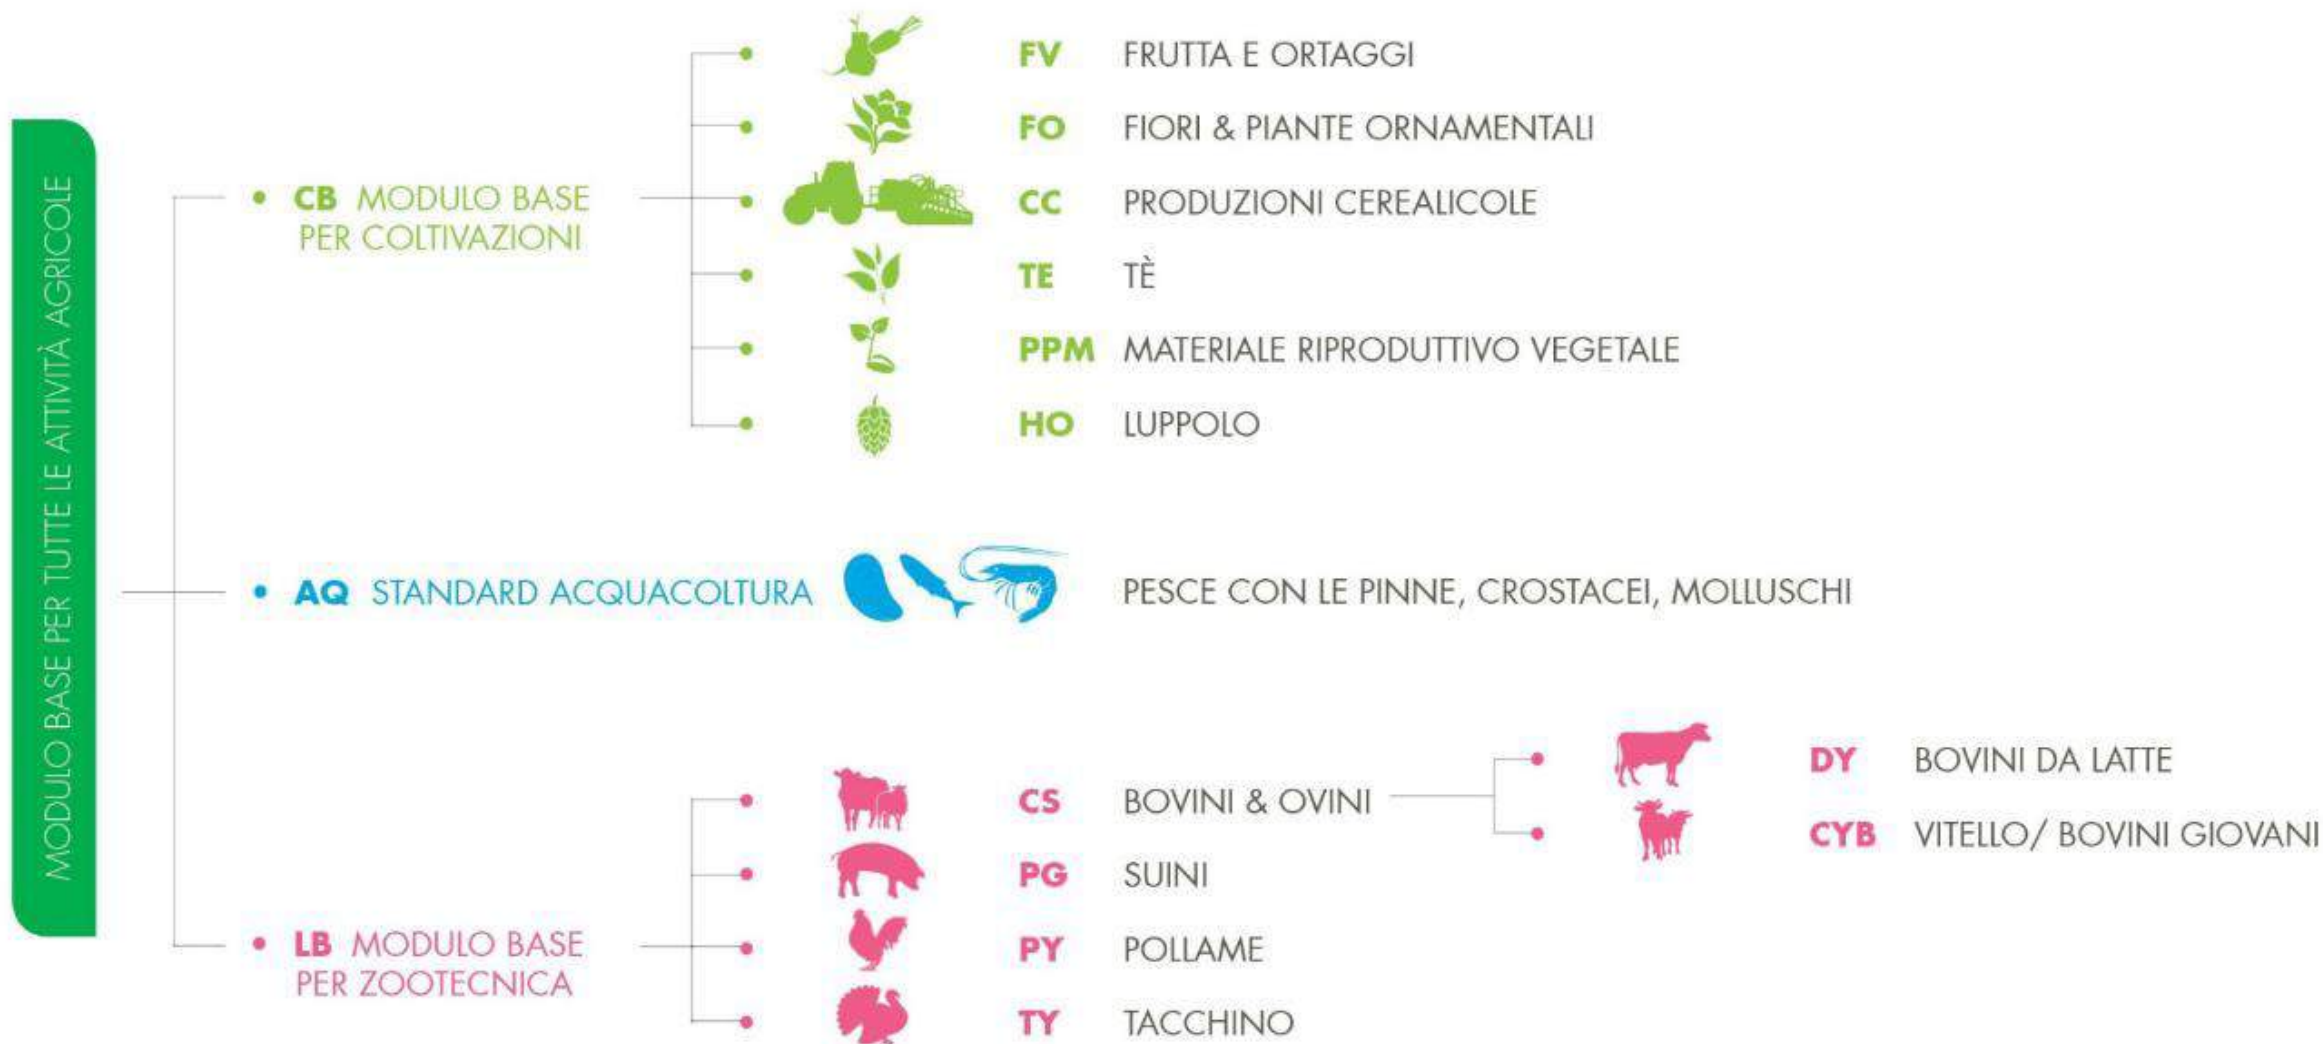 MODULO BASE PER TUTTE LE ATTIVITÀ AGRICOLE
CB MODULO BASE
PER COLTIVAZIONI
FV FRUTTA E ORTAGGI
FO FIORI & PIANTE ORNAMENTALI
CC PRODUZIONI CEREALICOLE
TE TÈ
PPM MATERIALE RIPRODUTTIVO VEGETALE
HO LUPPOLO
AQ STANDARD ACQUACOLTURA
PESCE CON LE PINNE, CROSTACEI, MOLLUSCHI
LB MODULO BASE
PER ZOOTECNICA
CS BOVINI & OVINI
DY BOVINI DA LATTE
CYB VITELLO/ BOVINI GIOVANI
PG SUINI
PY POLLAME
TY TACCHINO